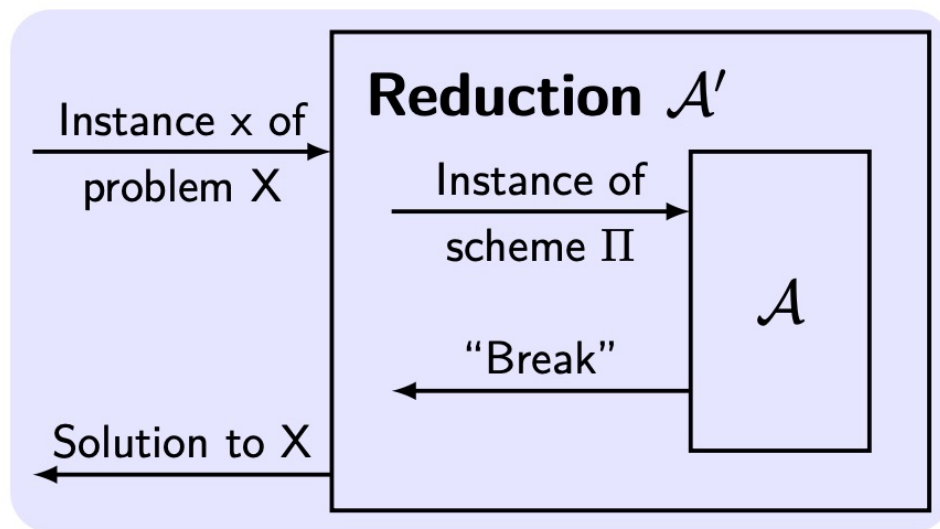 Reduction 𝒜′
Instance x of
problem X
Instance of
scheme Π
𝒜
“Break”
Solution to X